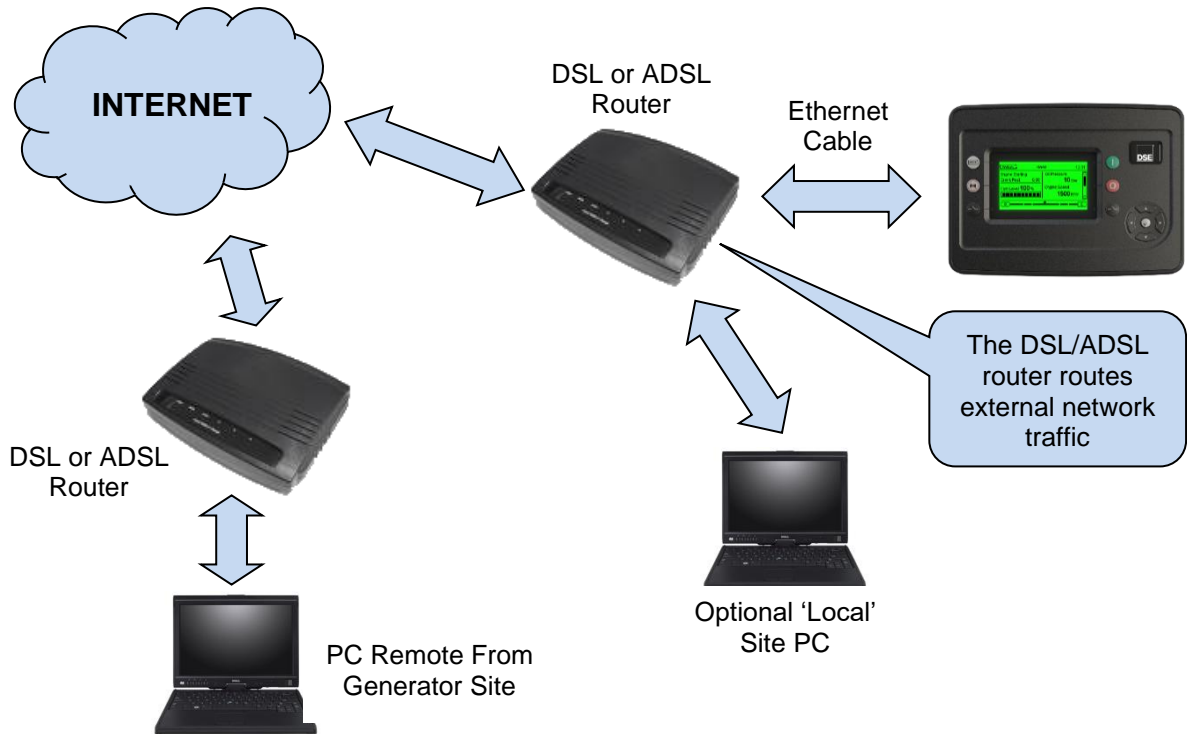 INTERNET
DSL or ADSL
Router
Ethernet
Cable
DSE
The DSL/ADSL
router routes
external network
traffic
DSL or ADSL
Router
Optional ‘Local’
Site PC
PC Remote From
Generator Site